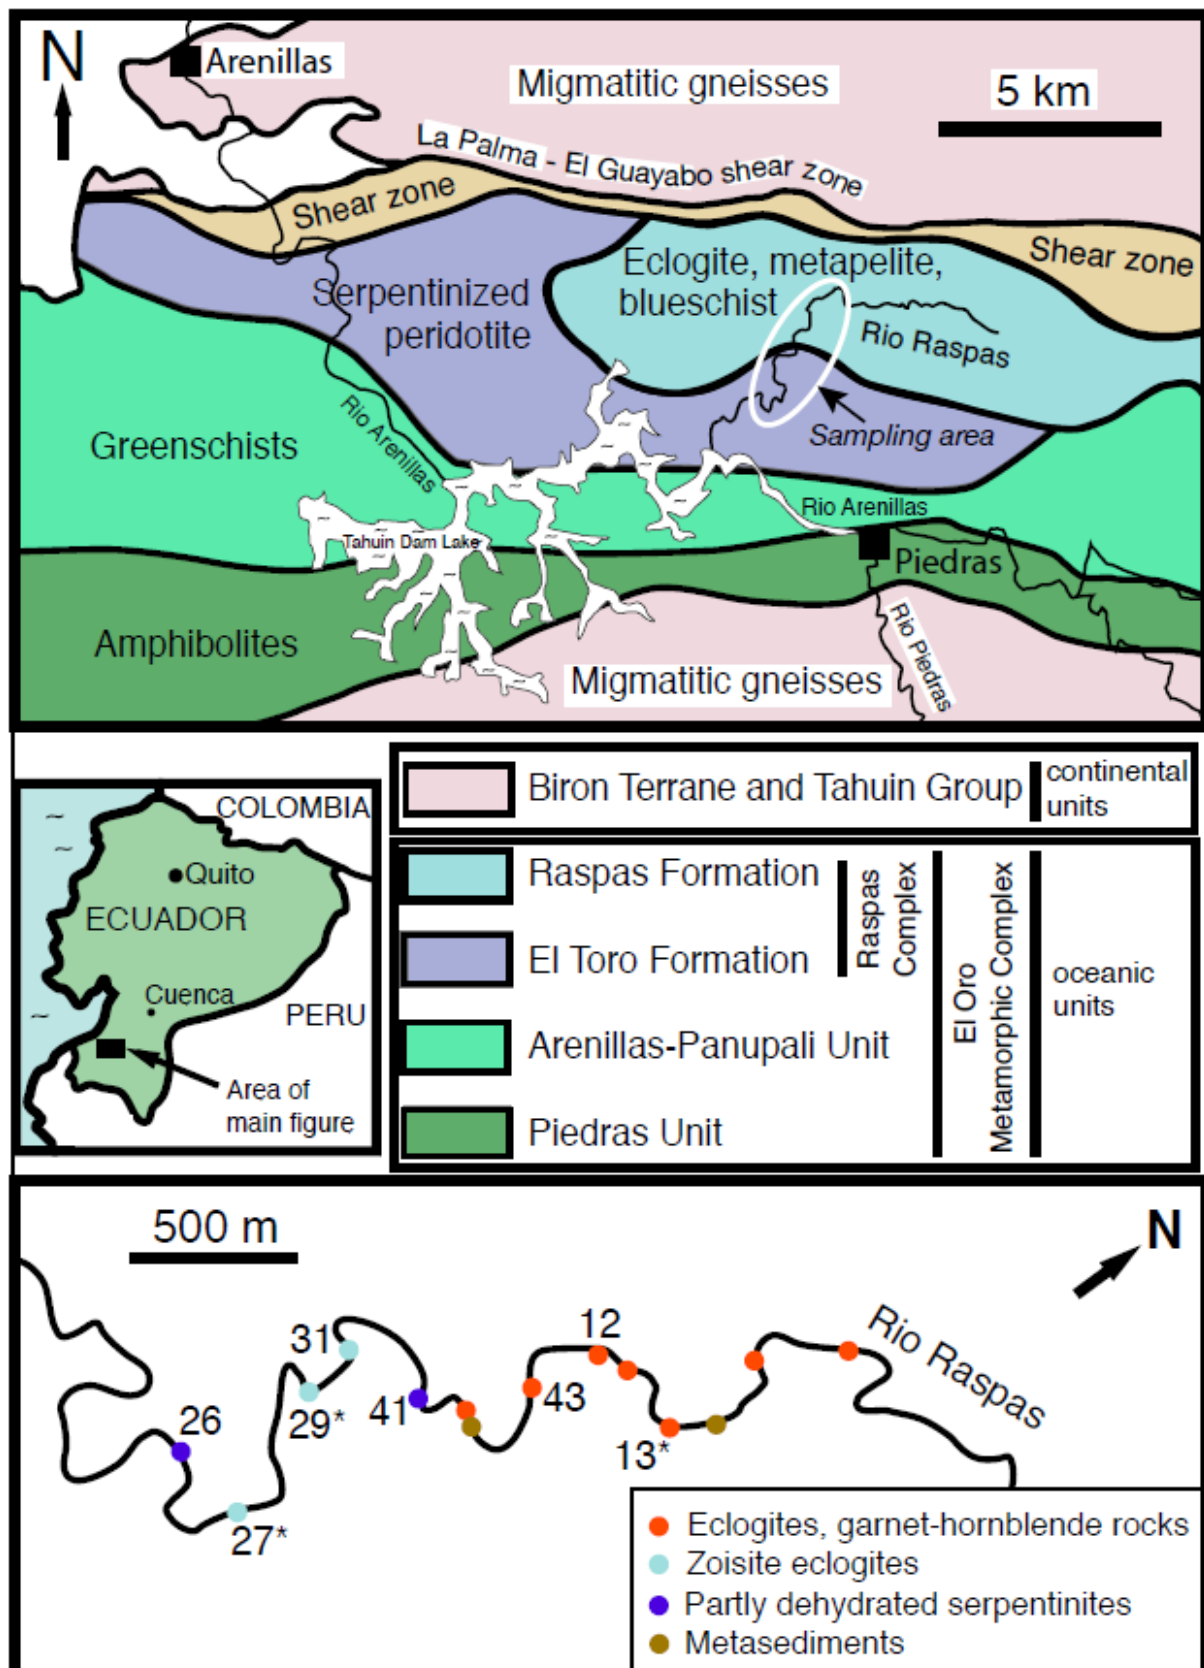 N
Arenillas
Migmatitic gneisses
5 km
La Palma - El Guayabo shear zone
Shear zone
Shear zone
Eclogite, metapelite,
blueschist
Serpentinized
peridotite
Rio Raspas
Sampling area
Greenschists
Rio Arenillas
Rio Arenillas
Tahuin Dam Lake
Piedras
Amphibolites
Migmatitic gneisses
Rio Piedras
COLOMBIA
Quito
ECUADOR
Cuenca
PERU
Area of
main figure
Biron Terrane and Tahuin Group
continental
units
Raspas Formation
El Toro Formation
Arenillas-Panupali Unit
Piedras Unit
Raspas
Complex
El Oro
Metamorphic Complex
oceanic
units
500 m
N
Rio Raspas
12
31
29*
41
43
26
13*
27*
Eclogites, garnet-hornblende rocks
Zoisite eclogites
Partly dehydrated serpentinites
Metasediments